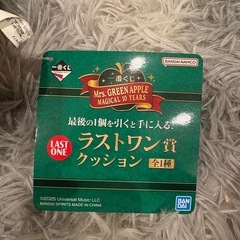 一番くじ
BANDAI NAMCO
一番くじ
Mrs. GREEN APPLE
MAGICAL 10 YEARS
最後の1個を引くと手に入る!
LAST ONE
ラストワン賞
クッション 全1種
©2025 Universal Music LLC
BANDAI SPIRITS MADE IN CHINA
BANDAI